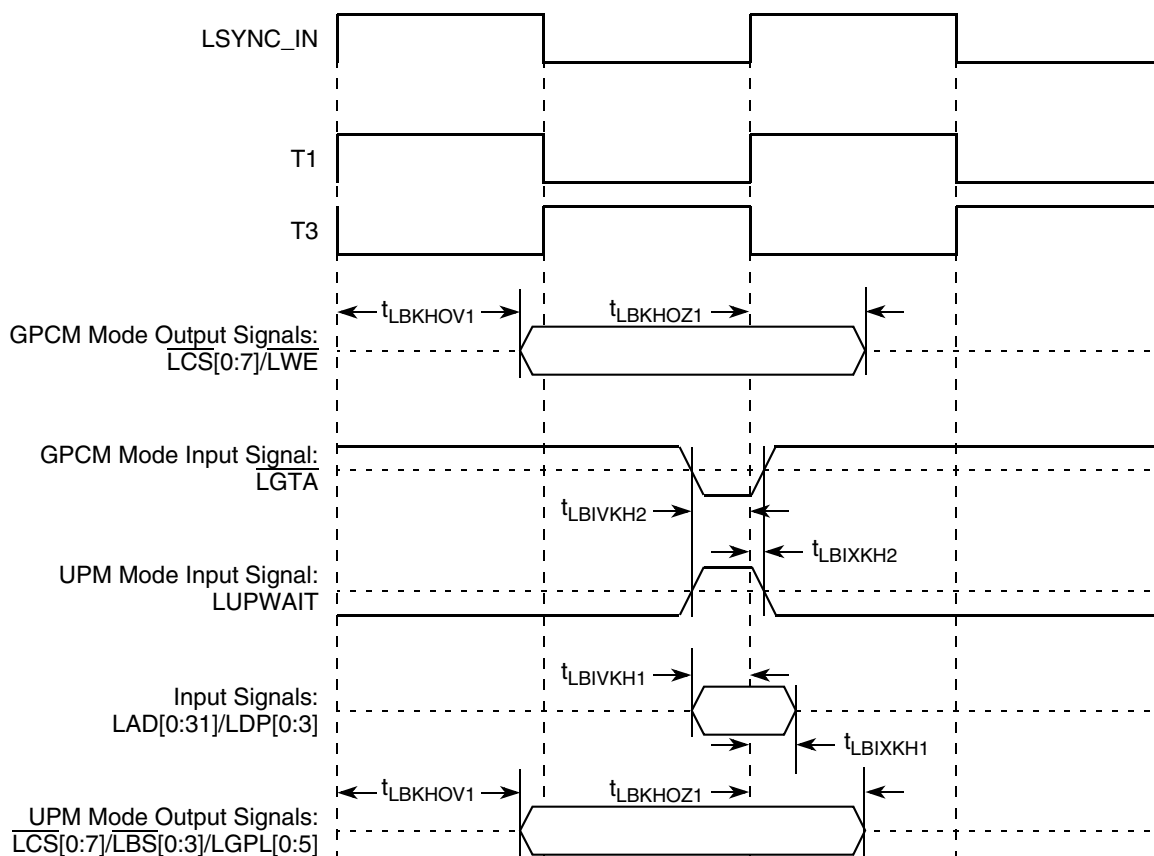 LSYNC_IN
T1
T3
tLBKHOV1
tLBKHOZ1
GPCM Mode Output Signals:
LCS[0:7]/LWE
GPCM Mode Input Signal:
LGTA
tLBIVKH2
tLBIXKH2
UPM Mode Input Signal:
LUPWAIT
tLBIVKH1
Input Signals:
LAD[0:31]/LDP[0:3]
tLBIXKH1
tLBKHOV1
tLBKHOZ1
UPM Mode Output Signals:
LCS[0:7]/LBS[0:3]/LGPL[0:5]